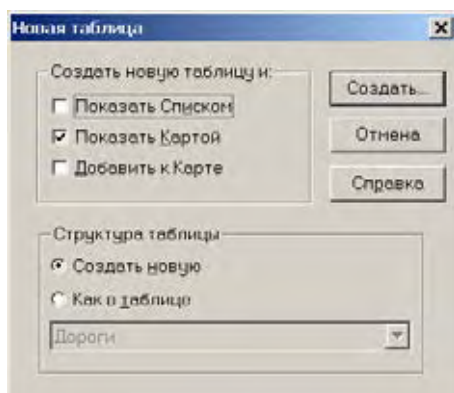 Новая таблица
Создать новую таблицу и:
Показать Списком
Показать Картой
Добавить к Карте
Создать...
Отмена
Справка
Структура таблицы
Создать новую
Как в таблице
Дороги